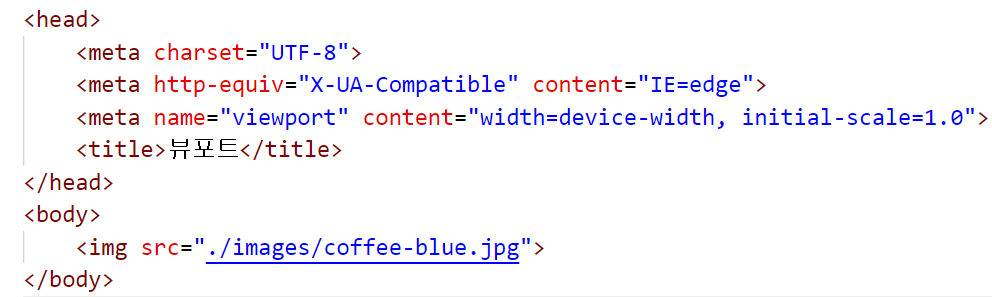 <head>
<meta charset="UTF-8">
<meta http-equiv="X-UA-Compatible" content="IE=edge">
<meta name="viewport" content="width=device-width, initial-scale=1.0">
<title>뷰포트</title>
</head>
<body>
<img src="./images/coffee-blue.jpg">
</body>